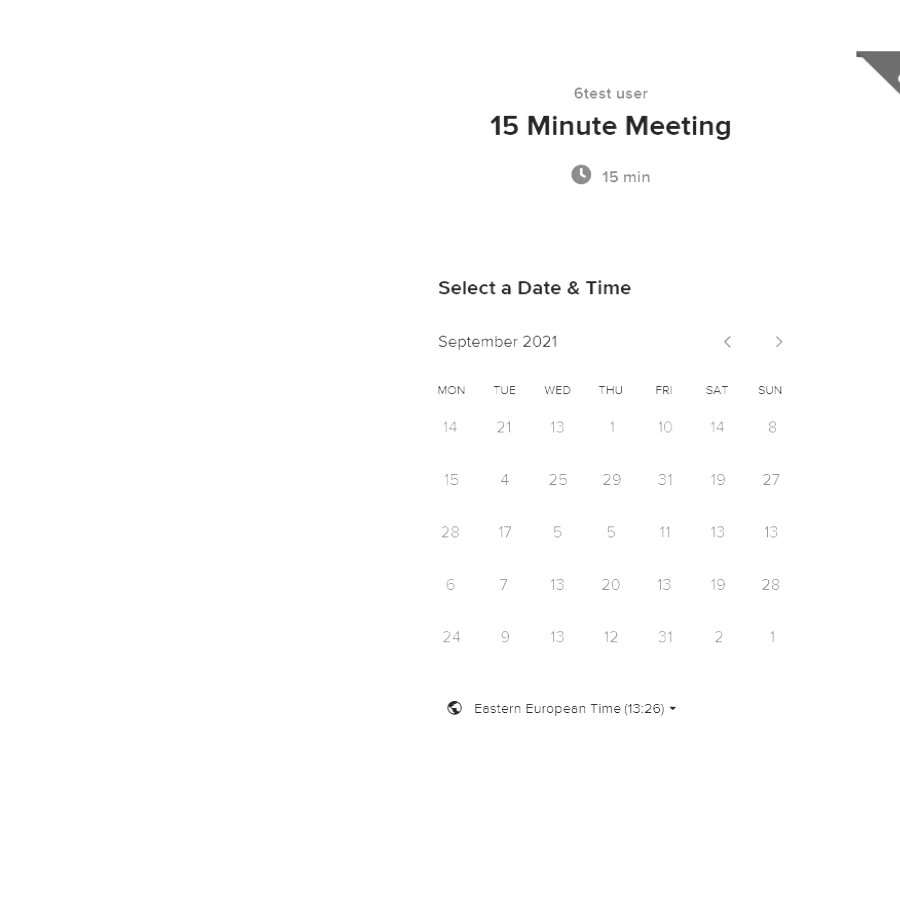 6test user
15 Minute Meeting
15 min
Select a Date & Time
September 2021
MON TUE WED THU FRI SAT SUN
14 21 13 1 10 14 8
15 4 25 29 31 19 27
28 17 5 5 11 13 13
6 7 13 20 13 19 28
24 9 13 12 31 2 1
Eastern European Time (13:26)